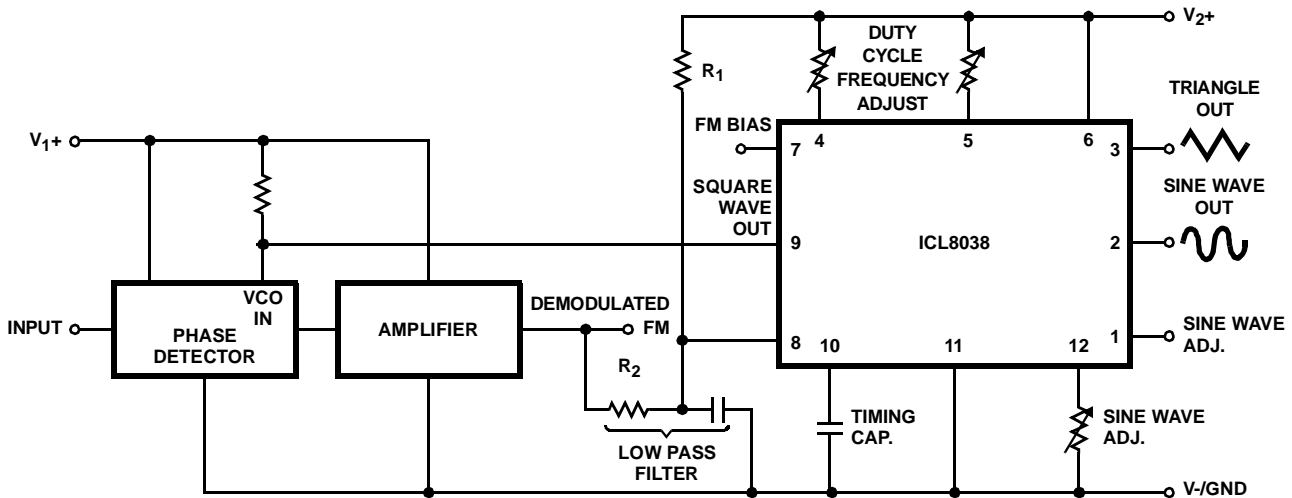 V2+
DUTY
CYCLE
FREQUENCY
ADJUST
R1
TRIANGLE
OUT
V1+
FM BIAS
7
4
5
6
3
SQUARE
WAVE
OUT
SINE WAVE
OUT
9
ICL8038
2
VCO
IN
INPUT
PHASE
DETECTOR
AMPLIFIER
DEMODULATED
FM
8
10
11
12
1
SINE WAVE
ADJ.
R2
LOW PASS
FILTER
TIMING
CAP.
SINE WAVE
ADJ.
V-/GND